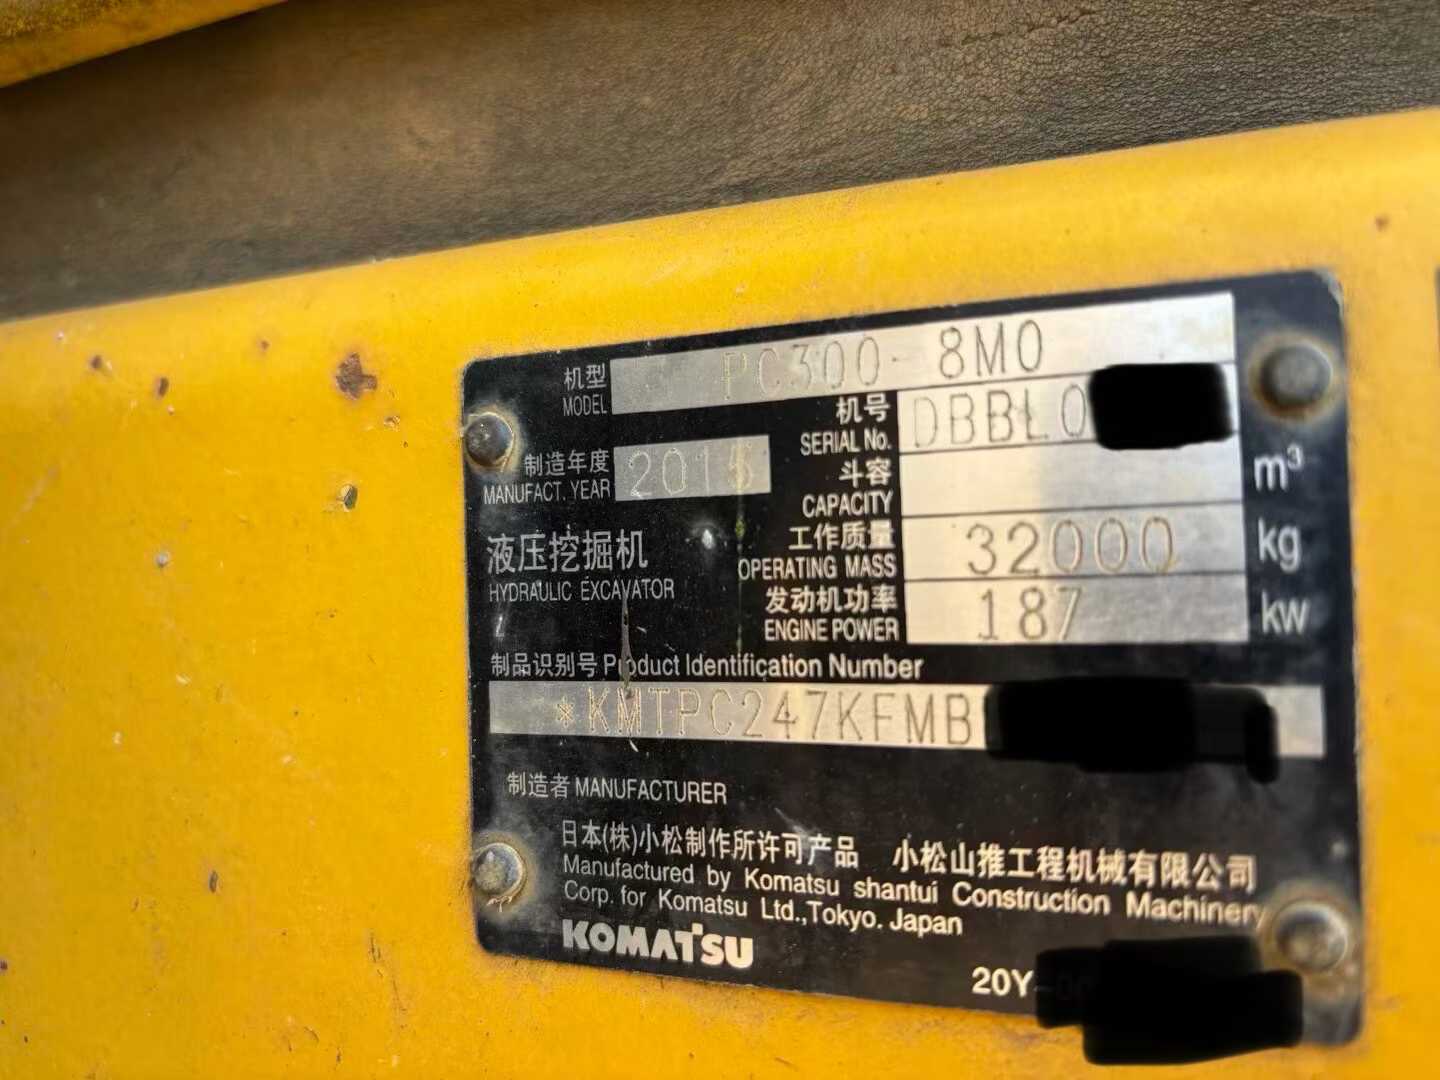 机型 PC300-8M0
MODEL
机号 DBBL0
SERIAL No.
制造年度 2015
MANUFACT. YEAR
斗容 m³
CAPACITY
液压挖掘机
HYDRAULIC EXCAVATOR
工作质量 32000 kg
OPERATING MASS
发动机功率 187 kw
ENGINE POWER
制品识别号 Product Identification Number
*KMTPC247KFMB
制造者 MANUFACTURER
日本(株)小松制作所许可产品 小松山推工程机械有限公司
Manufactured by Komatsu shantui Construction Machinery
Corp. for Komatsu Ltd.,Tokyo. Japan
KOMATSU
20Y-